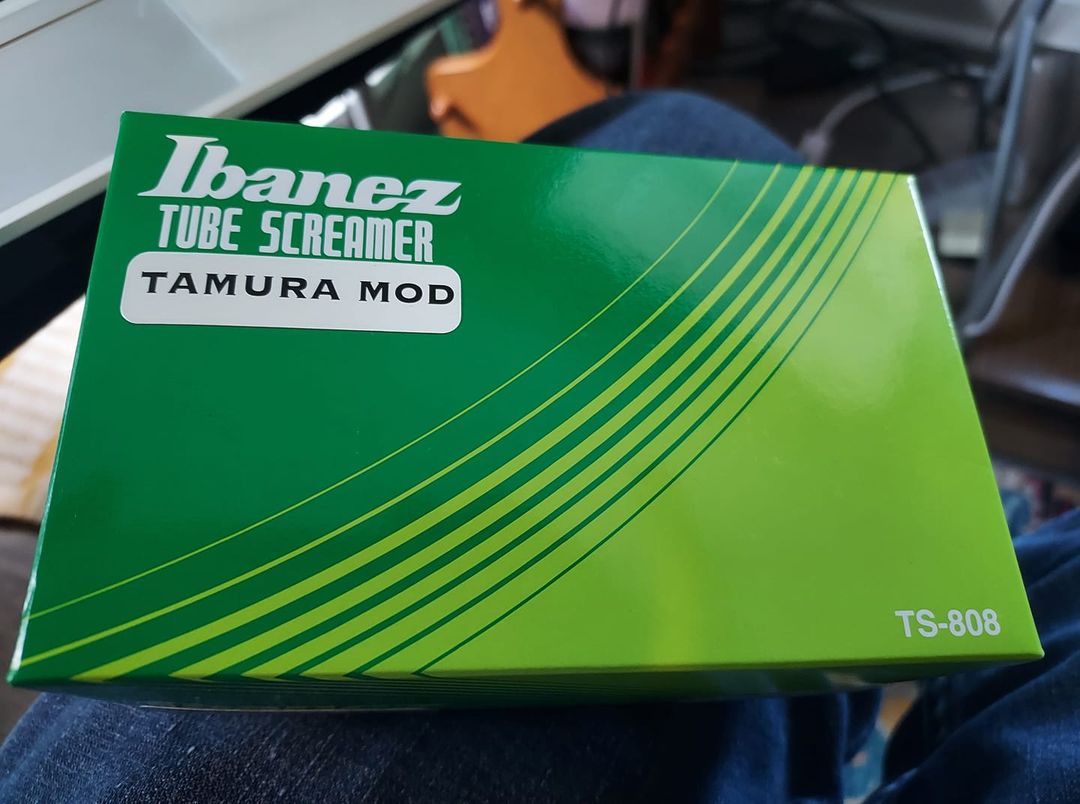 Ibanez
TUBE SCREAMER
TAMURA MOD
TS-808